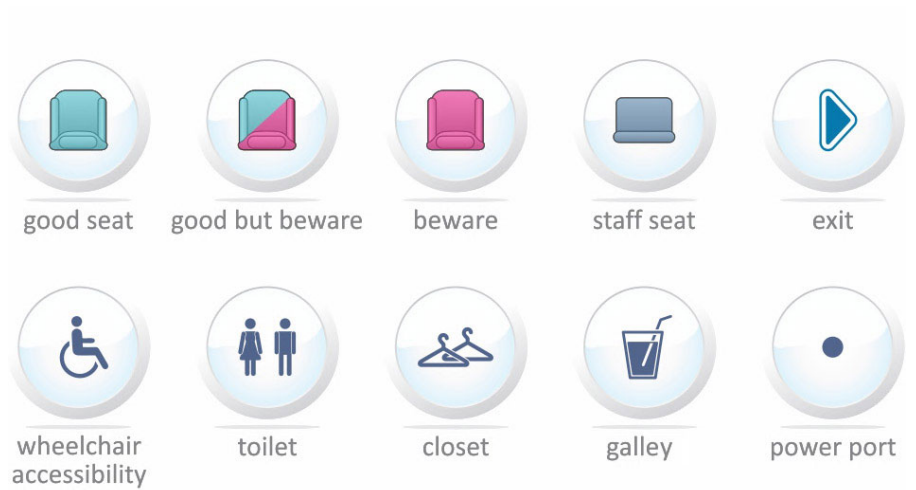 good seat
good but beware
beware
staff seat
exit
wheelchair
accessibility
toilet
closet
galley
power port